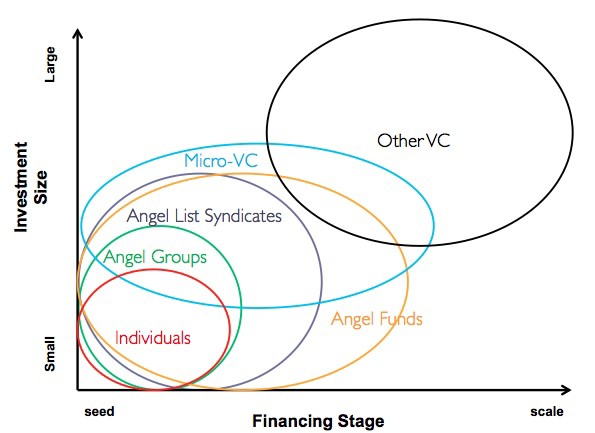 Large
Other VC
Micro-VC
Investment
Size
Angel List Syndicates
Angel Groups
Angel Funds
Individuals
Small
seed
scale
Financing Stage